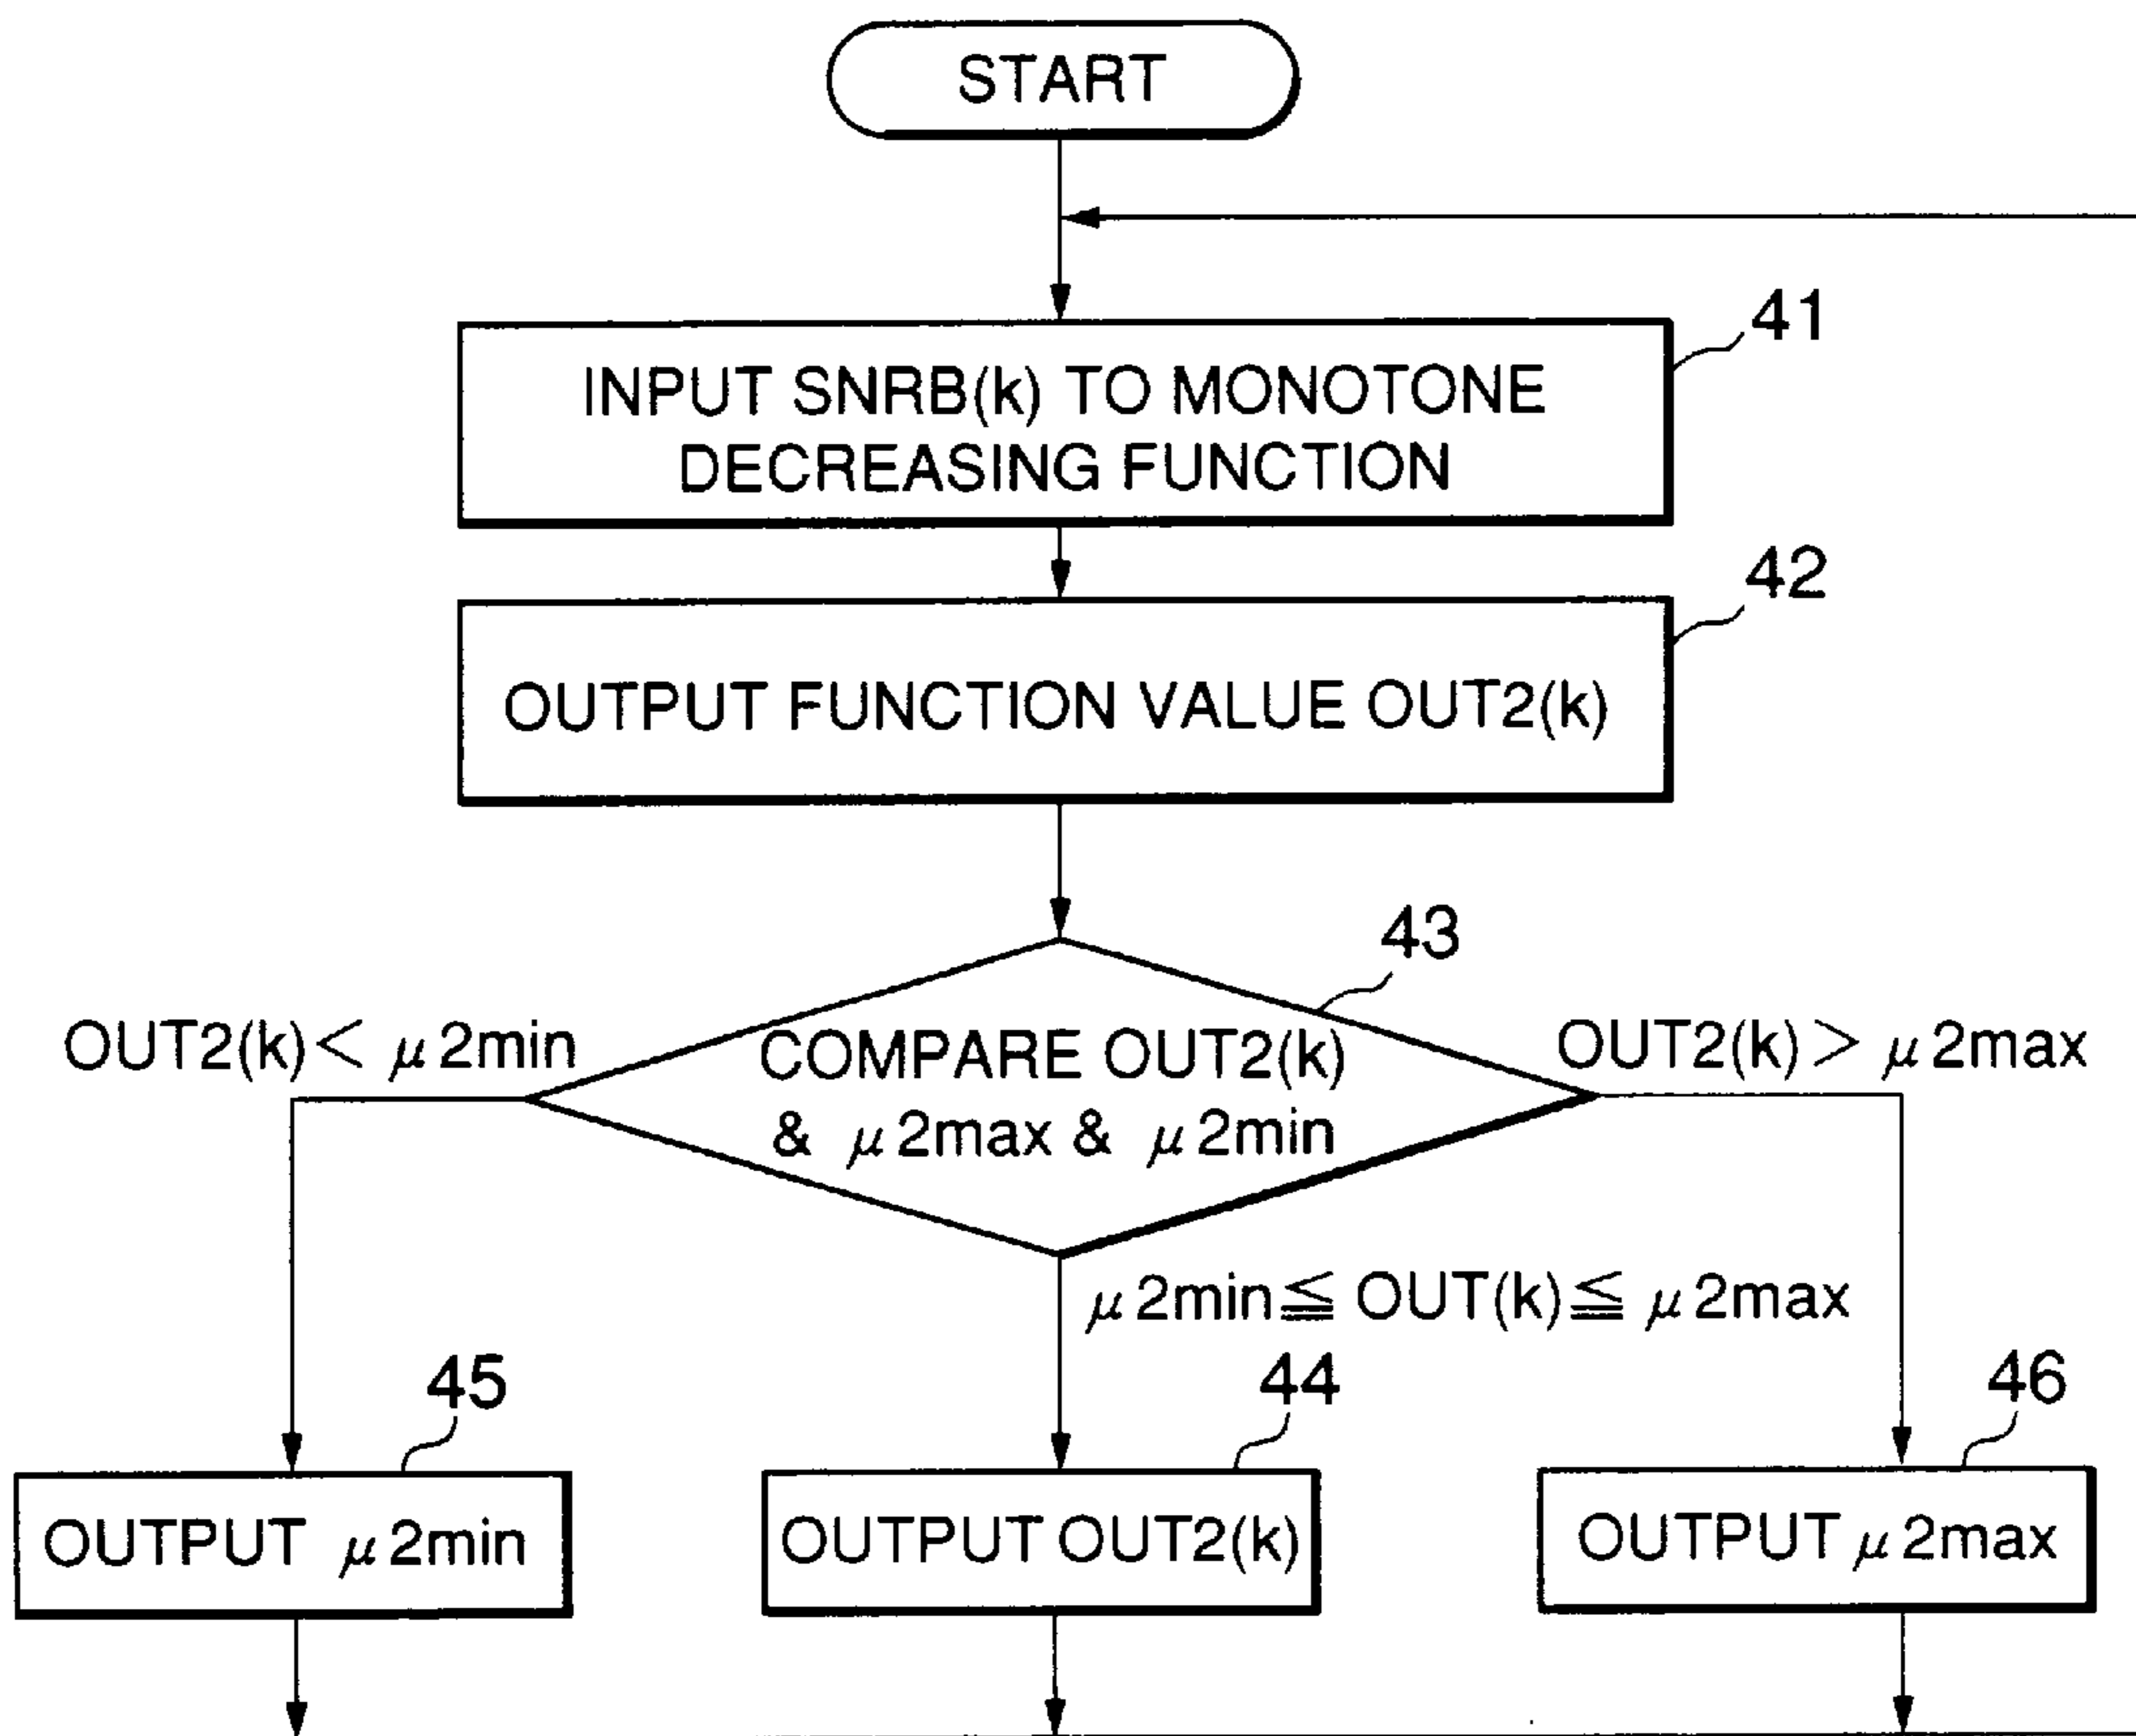 START
41
INPUT SNRB(k) TO MONOTONE
DECREASING FUNCTION
42
OUTPUT FUNCTION VALUE OUT2(k)
43
OUT2(k)< μ2min
COMPARE OUT2(k)
& μ2max & μ2min
OUT2(k)> μ2max
μ2min≦ OUT(k)≦ μ2max
45
44
46
OUTPUT μ2min
OUTPUT OUT2(k)
OUTPUT μ2max